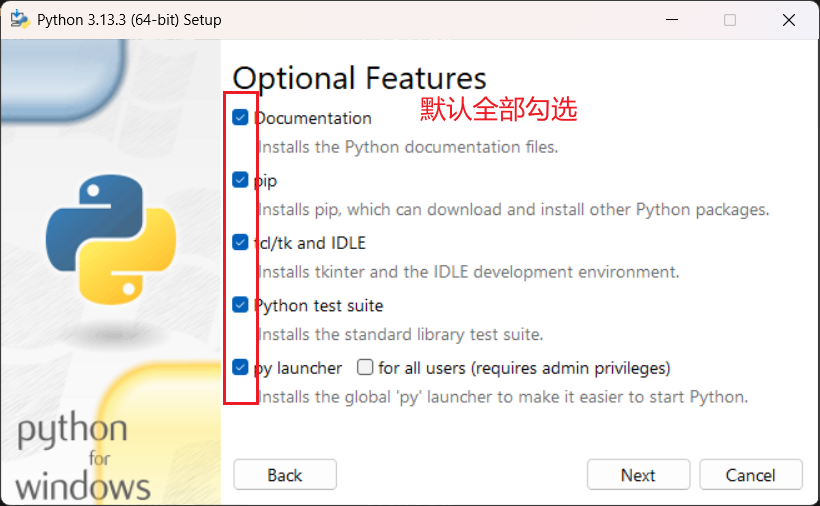 Python 3.13.3 (64-bit) Setup
Optional Features
默认全部勾选
Documentation
Installs the Python documentation files.
pip
Installs pip, which can download and install other Python packages.
tcl/tk and IDLE
Installs tkinter and the IDLE development environment.
Python test suite
Installs the standard library test suite.
py launcher for all users (requires admin privileges)
Installs the global 'py' launcher to make it easier to start Python.
python
for
windows
Back Next Cancel